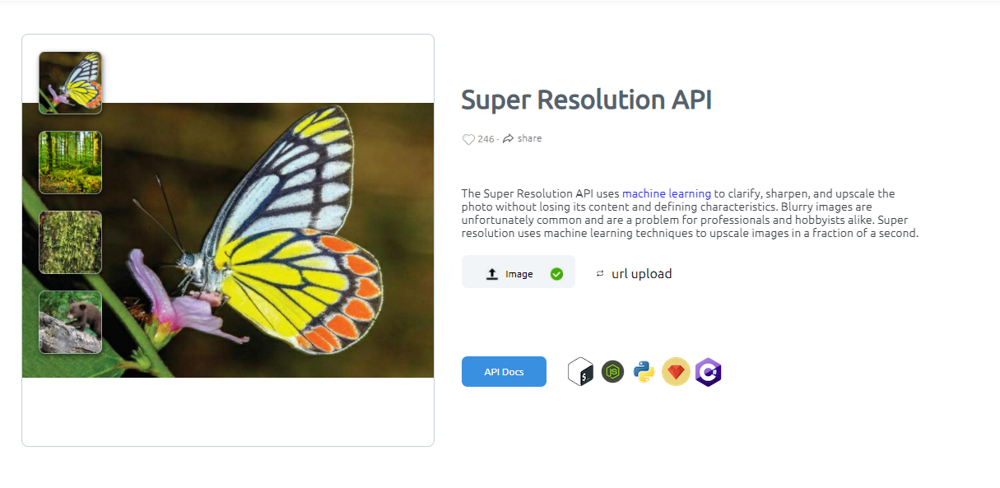 Super Resolution API
246 · share
The Super Resolution API uses machine learning to clarify, sharpen, and upscale the
photo without losing its content and defining characteristics. Blurry images are
unfortunately common and are a problem for professionals and hobbyists alike. Super
resolution uses machine learning techniques to upscale images in a fraction of a second.
Image
url upload
API Docs
$_
JS
C#